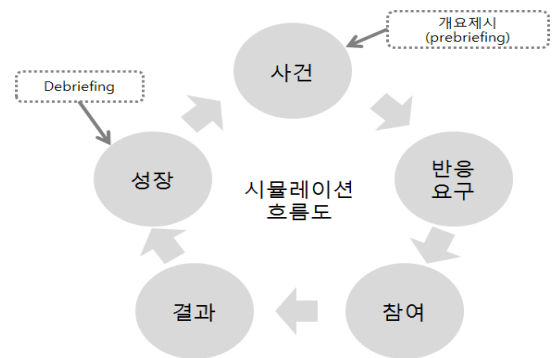 개요제시
(prebriefing)
사건
Debriefing
성장
반응
요구
시뮬레이션
흐름도
결과
참여